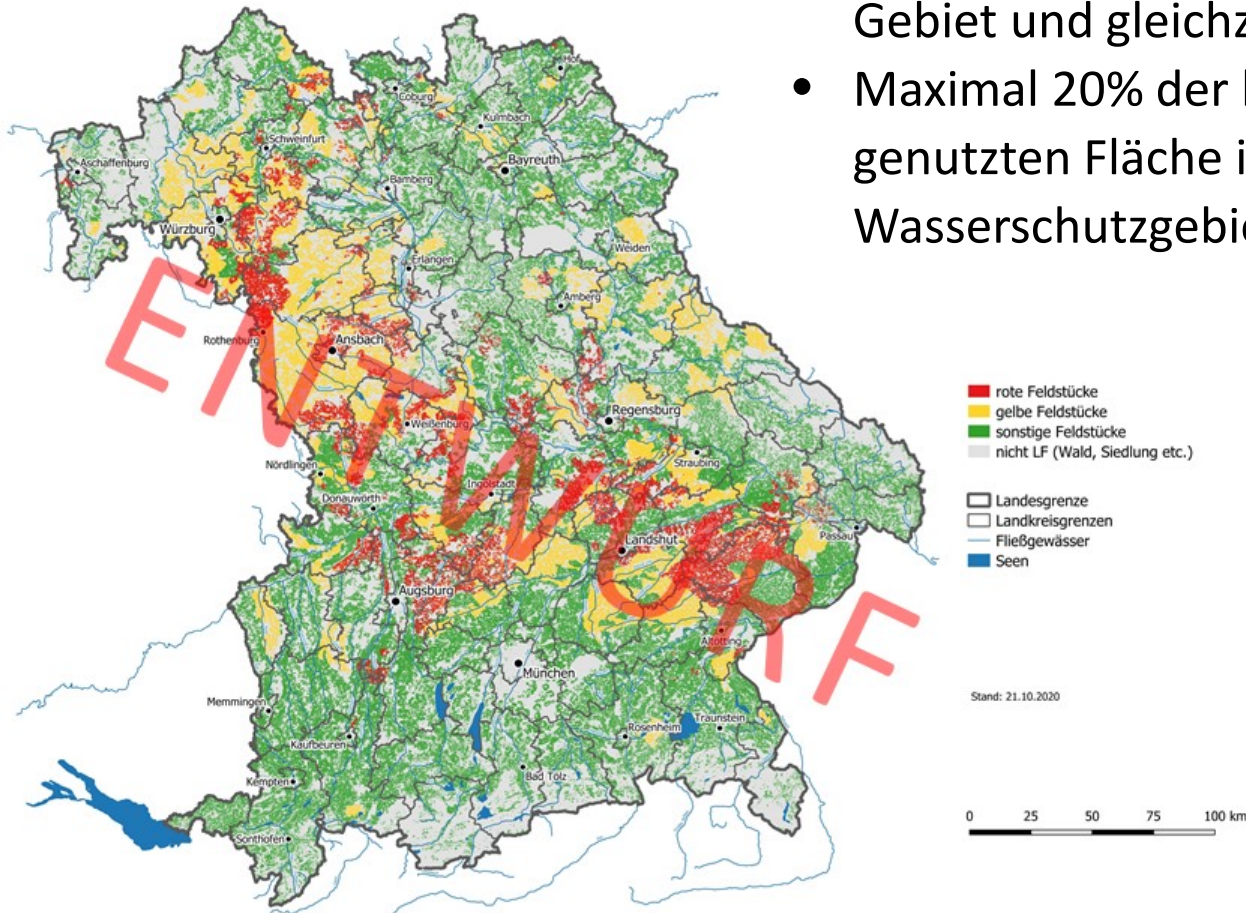 Gebiet und gleichz
• Maximal 20% der
genutzten Fläche i
Wasserschutzgebie
Hof
Coburg
Kulmbach
Schweinfurt
Aschaffenburg
Bayreuth
Bamberg
Würzburg
Weiden
Erlangen
Amberg
Rothenburg
Ansbach
ENTWURF
rote Feldstücke
gelbe Feldstücke
sonstige Feldstücke
nicht LF (Wald, Siedlung etc.)
Regensburg
Weißenburg
Straubing
Nördlingen
Ingolstadt
Donauwörth
Landesgrenze
Landkreisgrenzen
Fließgewässer
Seen
Passau
Landshut
Augsburg
Altötting
München
Stand: 21.10.2020
Memmingen
Traunstein
Rosenheim
Kaufbeuren
Bad Tölz
Kempten
Sonthofen
0 25 50 75 100 km